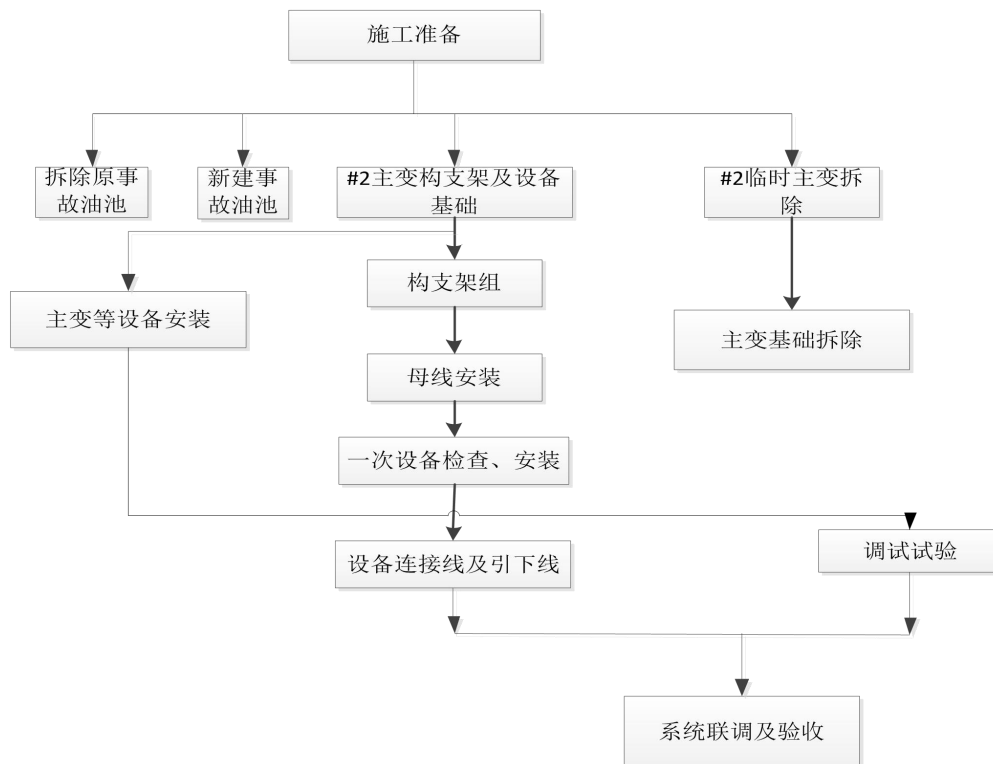 施工准备
拆除原事
故油池
新建事
故油池
#2主变构支架及设备
基础
#2临时主变拆
除
构支架组
主变等设备安装
主变基础拆除
母线安装
一次设备检查、安装
设备连接线及引下线
调试试验
系统联调及验收